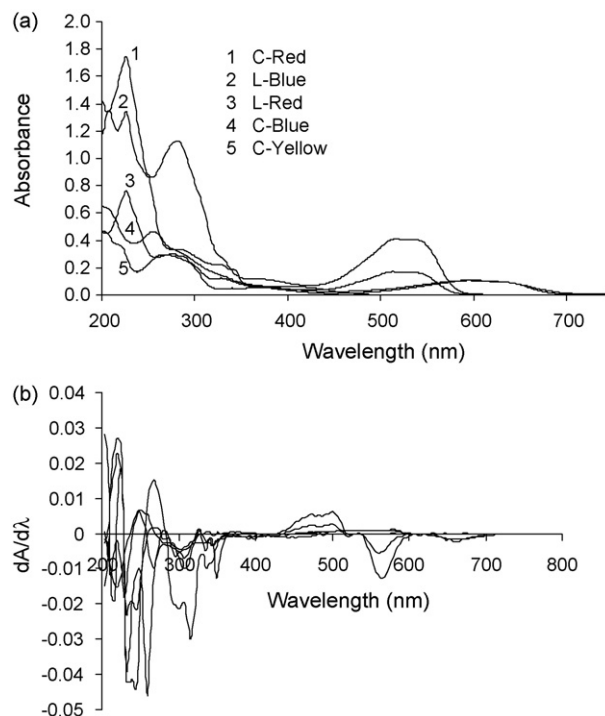 (a)
Absorbance
2.0
1.8
1.6
1.4
1.2
1.0
0.8
0.6
0.4
0.2
0.0
1
2
3
4
5
1 C-Red
2 L-Blue
3 L-Red
4 C-Blue
5 C-Yellow
200 300 400 500 600 700
Wavelength (nm)
(b)
dA/dλ
0.04
0.03
0.02
0.01
0
-0.01
-0.02
-0.03
-0.04
-0.05
200 300 400 500 600 700 800
Wavelength (nm)